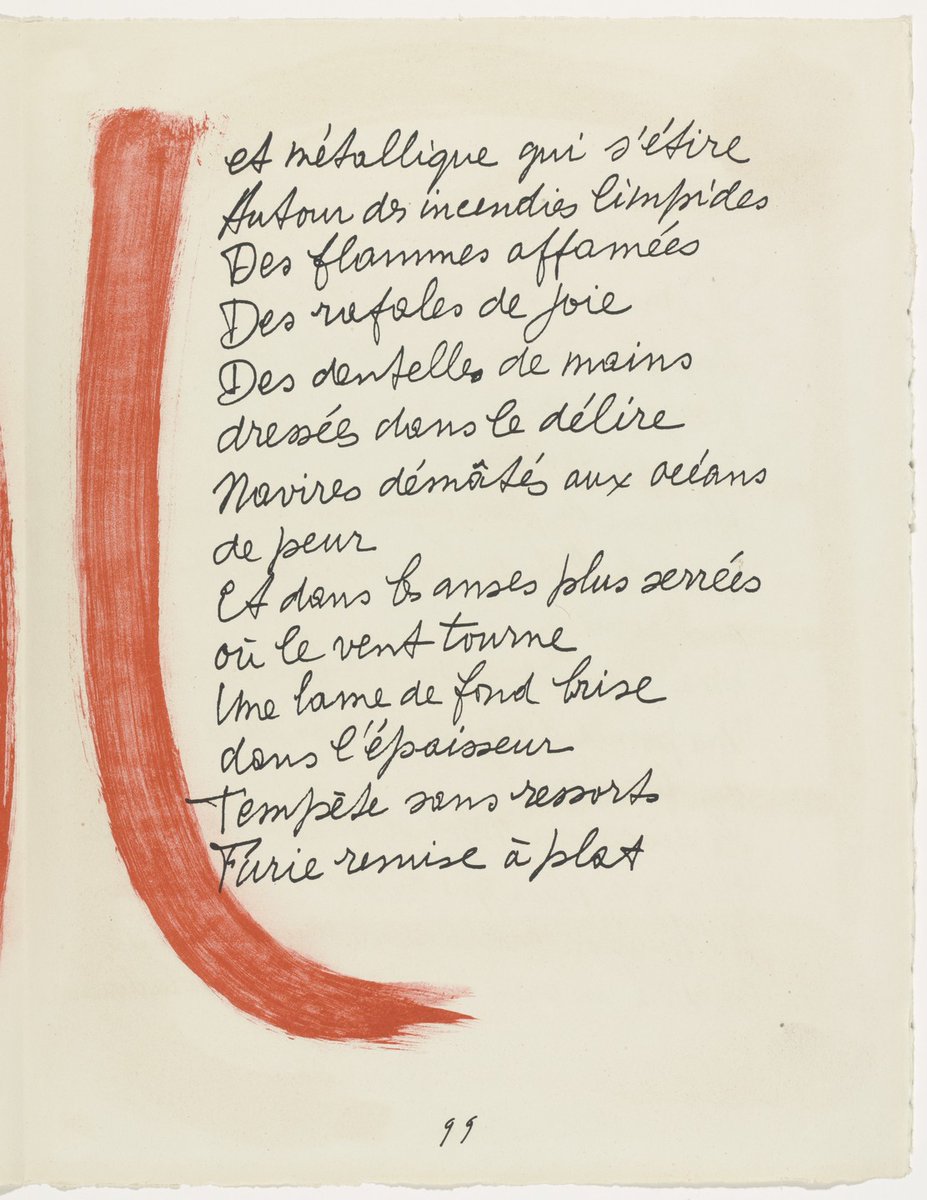 et métallique qui s'étire
Autour des incendies limpides
Des flammes affamées
Des rafales de joie
Des dentelles de mains
dressées dans le délire
Navires démâtés aux océans
de peur
Et dans les anses plus serrées
où le vent tourne
Une lame de fond brise
dans l'épaisseur
Tempête sans ressorts
Furie remise à plat
99